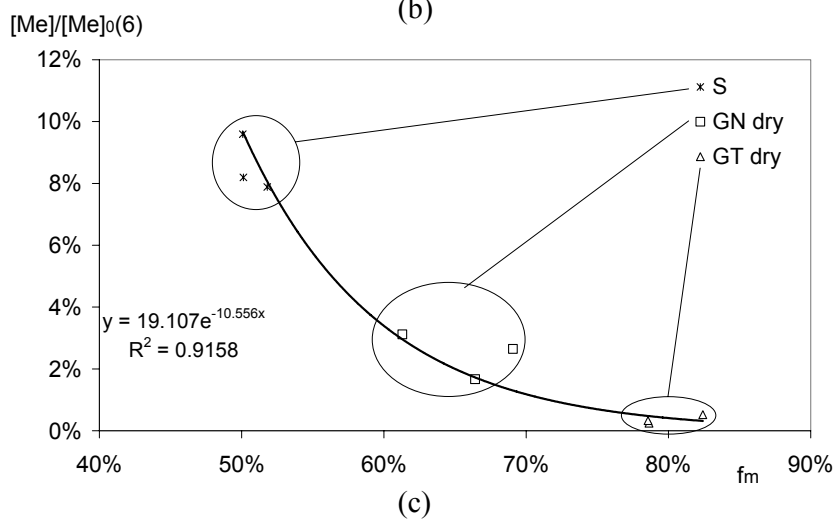 (b)
[Me]/[Me]0(6)
12%
10%
8%
6%
4%
2%
0%
S
GN dry
GT dry
y = 19.107e^-10.556x
R² = 0.9158
40% 50% 60% 70% 80% 90%
fm
(c)